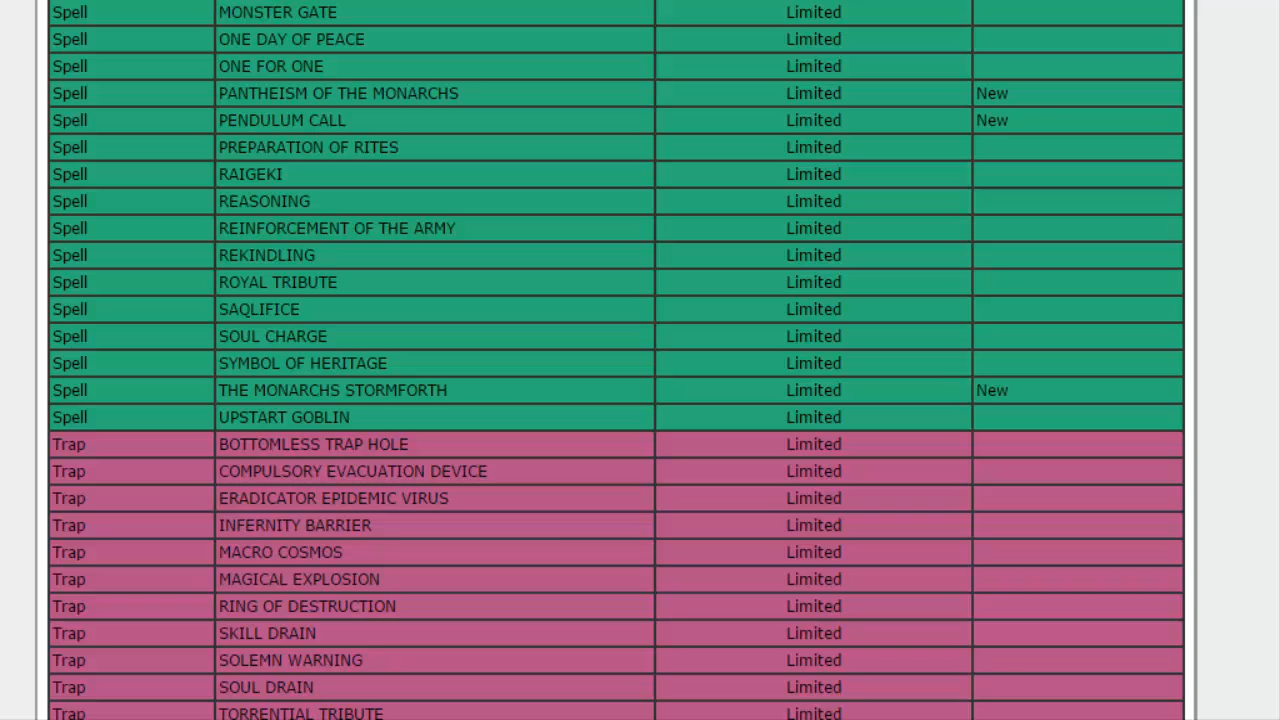 Spell MONSTER GATE Limited
Spell ONE DAY OF PEACE Limited
Spell ONE FOR ONE Limited
Spell PANTHEISM OF THE MONARCHS Limited New
Spell PENDULUM CALL Limited New
Spell PREPARATION OF RITES Limited
Spell RAIGEKI Limited
Spell REASONING Limited
Spell REINFORCEMENT OF THE ARMY Limited
Spell REKINDLING Limited
Spell ROYAL TRIBUTE Limited
Spell SAQLIFICE Limited
Spell SOUL CHARGE Limited
Spell SYMBOL OF HERITAGE Limited
Spell THE MONARCHS STORMFORTH Limited New
Spell UPSTART GOBLIN Limited
Trap BOTTOMLESS TRAP HOLE Limited
Trap COMPULSORY EVACUATION DEVICE Limited
Trap ERADICATOR EPIDEMIC VIRUS Limited
Trap INFERNITY BARRIER Limited
Trap MACRO COSMOS Limited
Trap MAGICAL EXPLOSION Limited
Trap RING OF DESTRUCTION Limited
Trap SKILL DRAIN Limited
Trap SOLEMN WARNING Limited
Trap SOUL DRAIN Limited
Trap TORRENTIAL TRIBUTE Limited